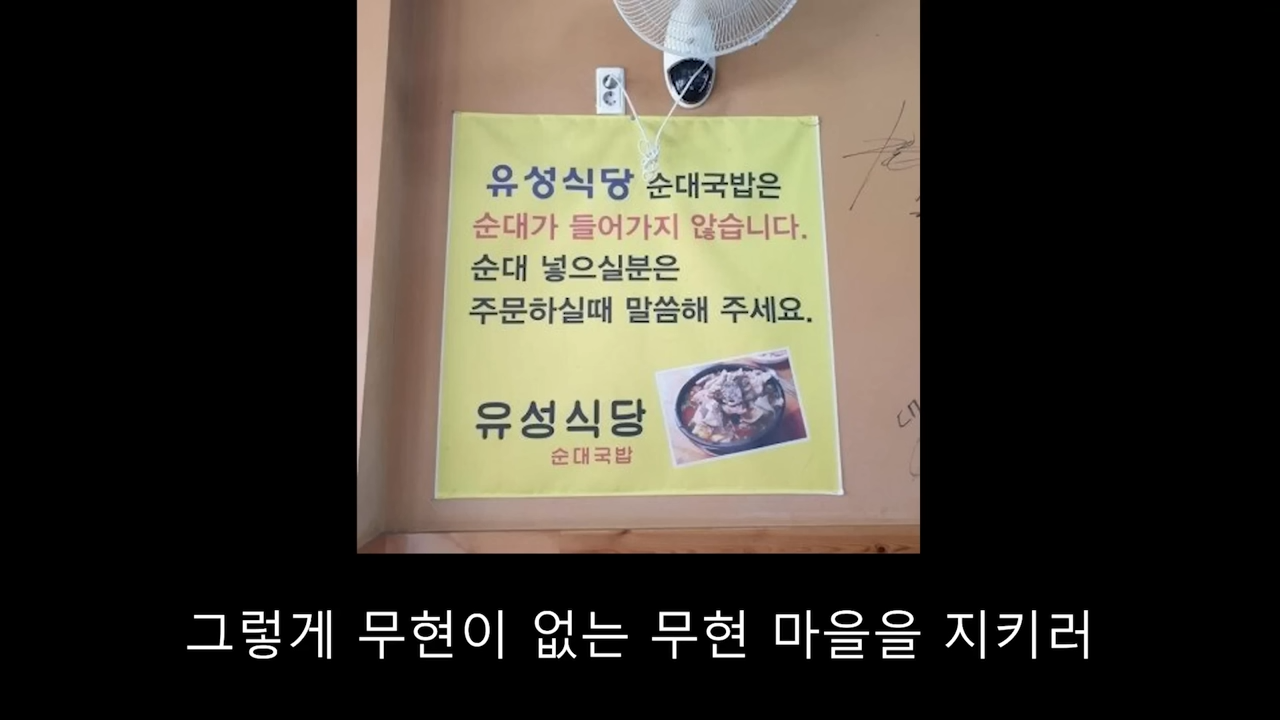 유성식당 순대국밥은
순대가 들어가지 않습니다.
순대 넣으실분은
주문하실때 말씀해 주세요.
유성식당
순대국밥
그렇게 무현이 없는 무현 마을을 지키러